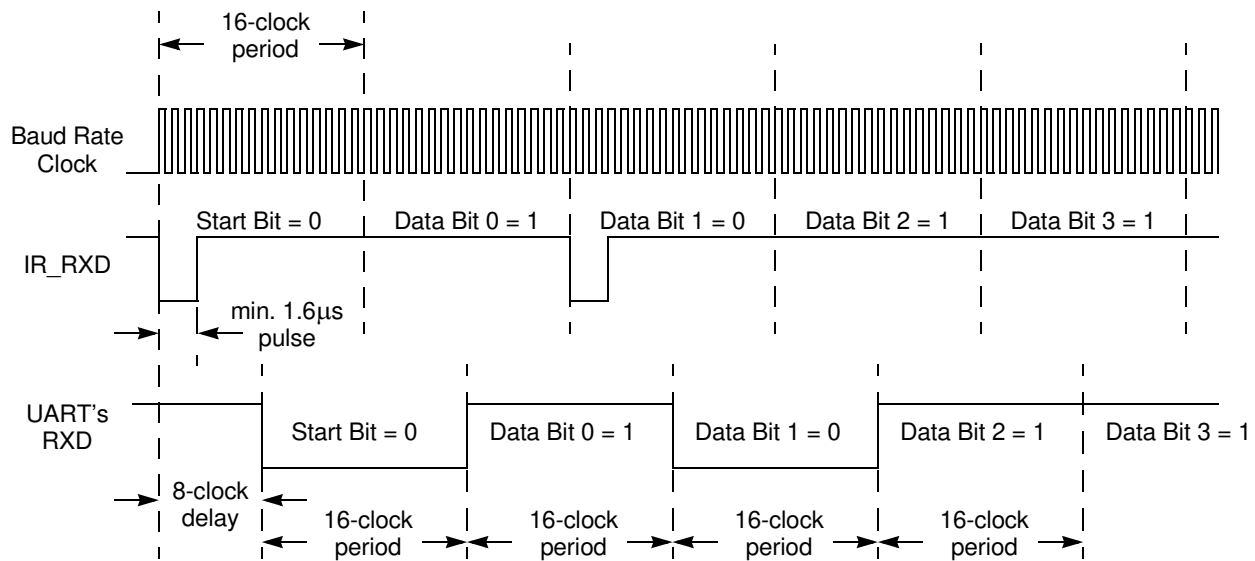 16-clock
period
Baud Rate
Clock
Start Bit = 0
Data Bit 0 = 1
Data Bit 1 = 0
Data Bit 2 = 1
Data Bit 3 = 1
IR_RXD
min. 1.6μs
pulse
UART's
RXD
Start Bit = 0
Data Bit 0 = 1
Data Bit 1 = 0
Data Bit 2 = 1
Data Bit 3 = 1
8-clock
delay
16-clock
period
16-clock
period
16-clock
period
16-clock
period